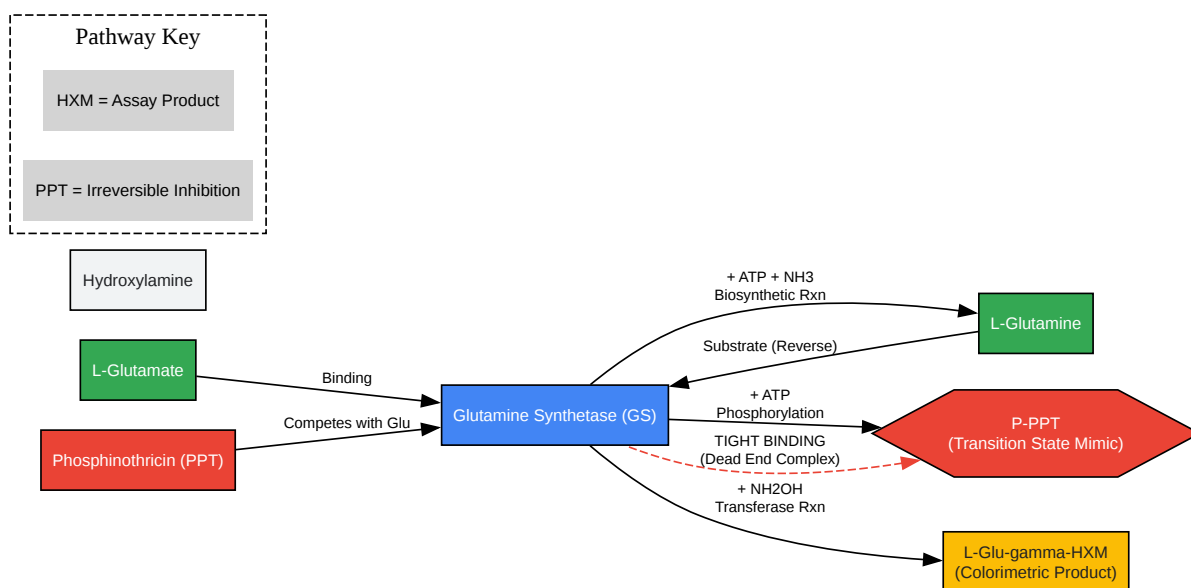 Pathway Key
HXM = Assay Product
PPT = Irreversible Inhibition
Hydroxylamine
L-Glutamate
Phosphinothricin (PPT)
Binding
Competes with Glu
Glutamine Synthetase (GS)
+ ATP + NH3
Biosynthetic Rxn
Substrate (Reverse)
+ ATP
Phosphorylation
TIGHT BINDING
(Dead End Complex)
+ NH2OH
Transferase Rxn
L-Glutamine
P-PPT
(Transition State Mimic)
L-Glu-gamma-HXM
(Colorimetric Product)